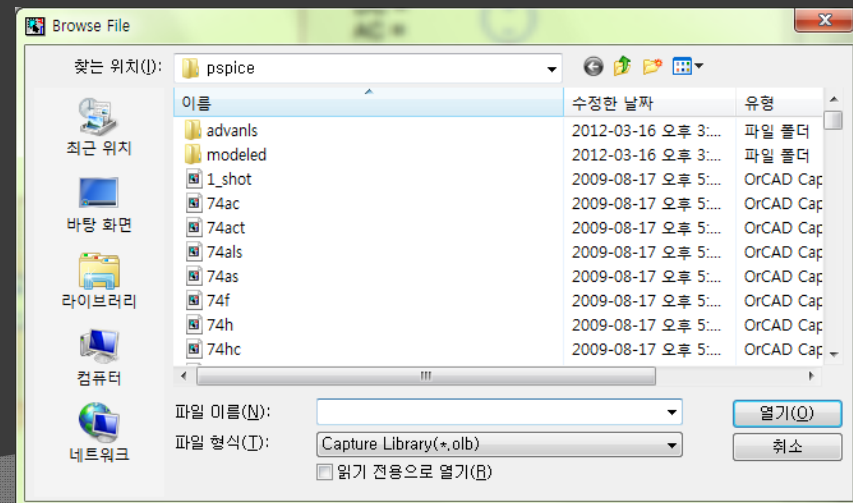 Browse File
찾는 위치(I):
pspice
이름 수정한 날짜 유형
advanls 2012-03-16 오후 3:... 파일 폴더
modeled 2012-03-16 오후 3:... 파일 폴더
1_shot 2009-08-17 오후 5:... OrCAD Cap
74ac 2009-08-17 오후 5:... OrCAD Cap
74act 2009-08-17 오후 5:... OrCAD Cap
74als 2009-08-17 오후 5:... OrCAD Cap
74as 2009-08-17 오후 5:... OrCAD Cap
74f 2009-08-17 오후 5:... OrCAD Cap
74h 2009-08-17 오후 5:... OrCAD Cap
74hc 2009-08-17 오후 5:... OrCAD Cap
최근 위치
바탕 화면
라이브러리
컴퓨터
네트워크
파일 이름(N):
열기(O)
파일 형식(T):
Capture Library(*.olb)
취소
읽기 전용으로 열기(R)